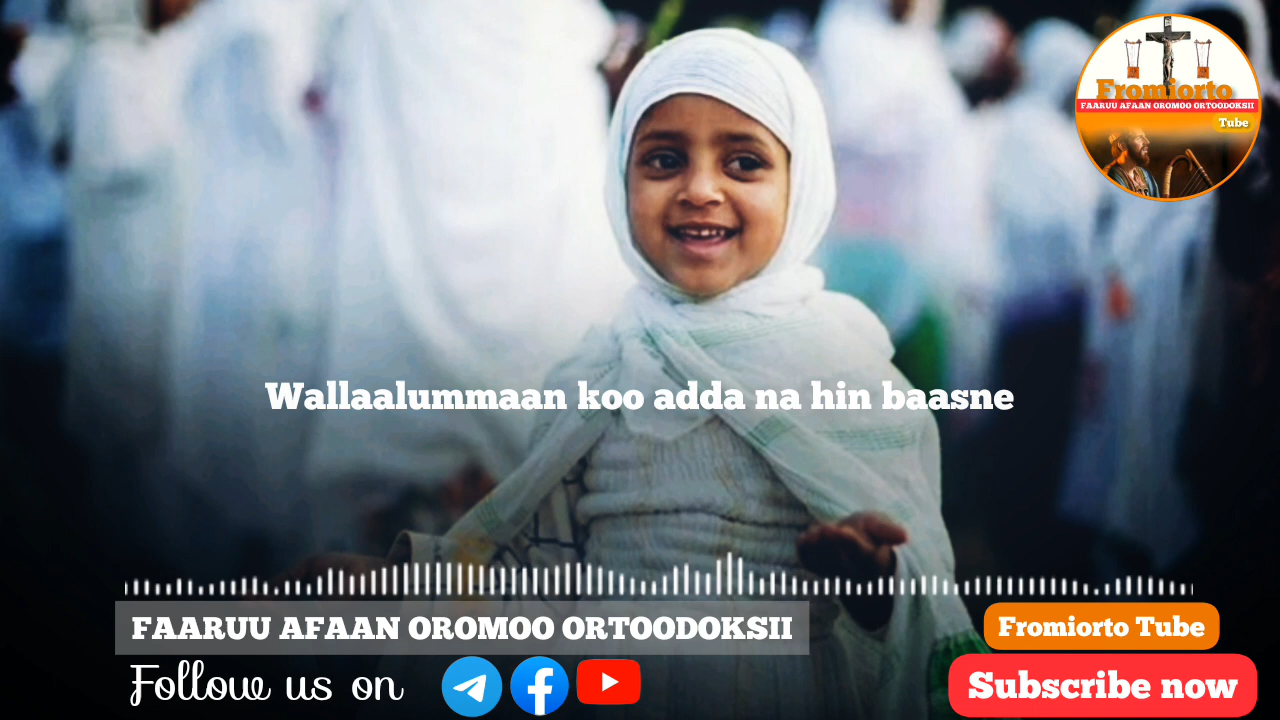 Fromiorto
FAARUU AFAAN OROMOO ORTOODOKSII
Tube
Wallaalummaan koo adda na hin baasne
FAARUU AFAAN OROMOO ORTOODOKSII
Fromiorto Tube
Follow us on
Subscribe now